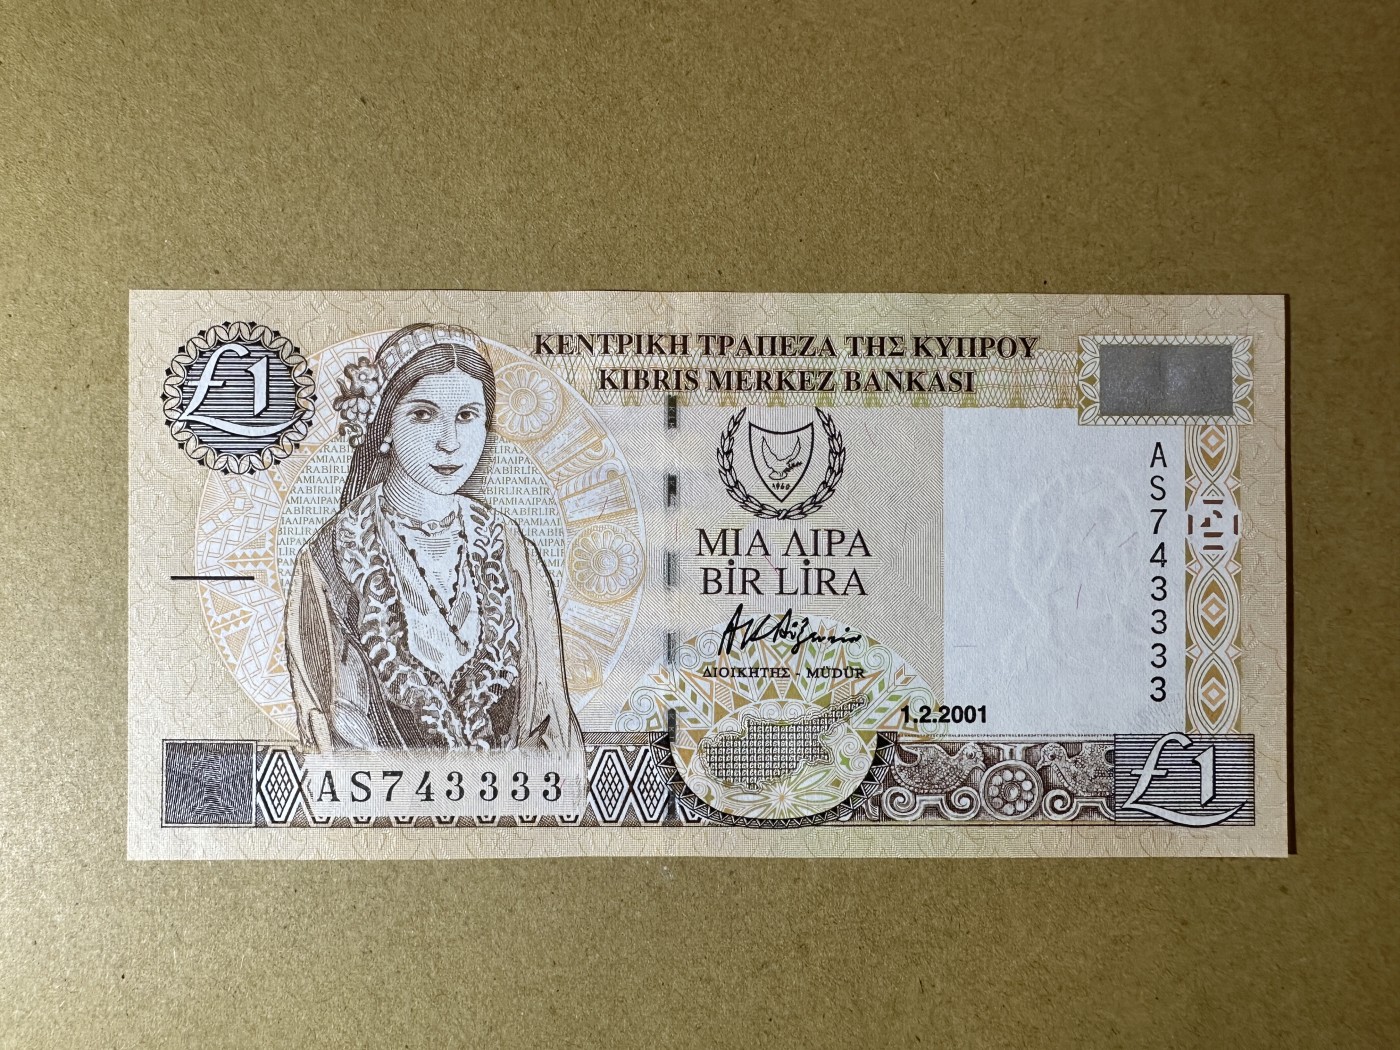 £1
ΚΕΝΤΡΙΚΗ ΤΡΑΠΕΖΑ ΤΗΣ ΚΥΠΡΟΥ
KIBRIS MERKEZ BANKASI
1960
ΜΙΑ ΛΙΡΑ
BİR LİRA
ΔΙΟΙΚΗΤΗΣ - MÜDÜR
1.2.2001
AS743333
AS743333
£1